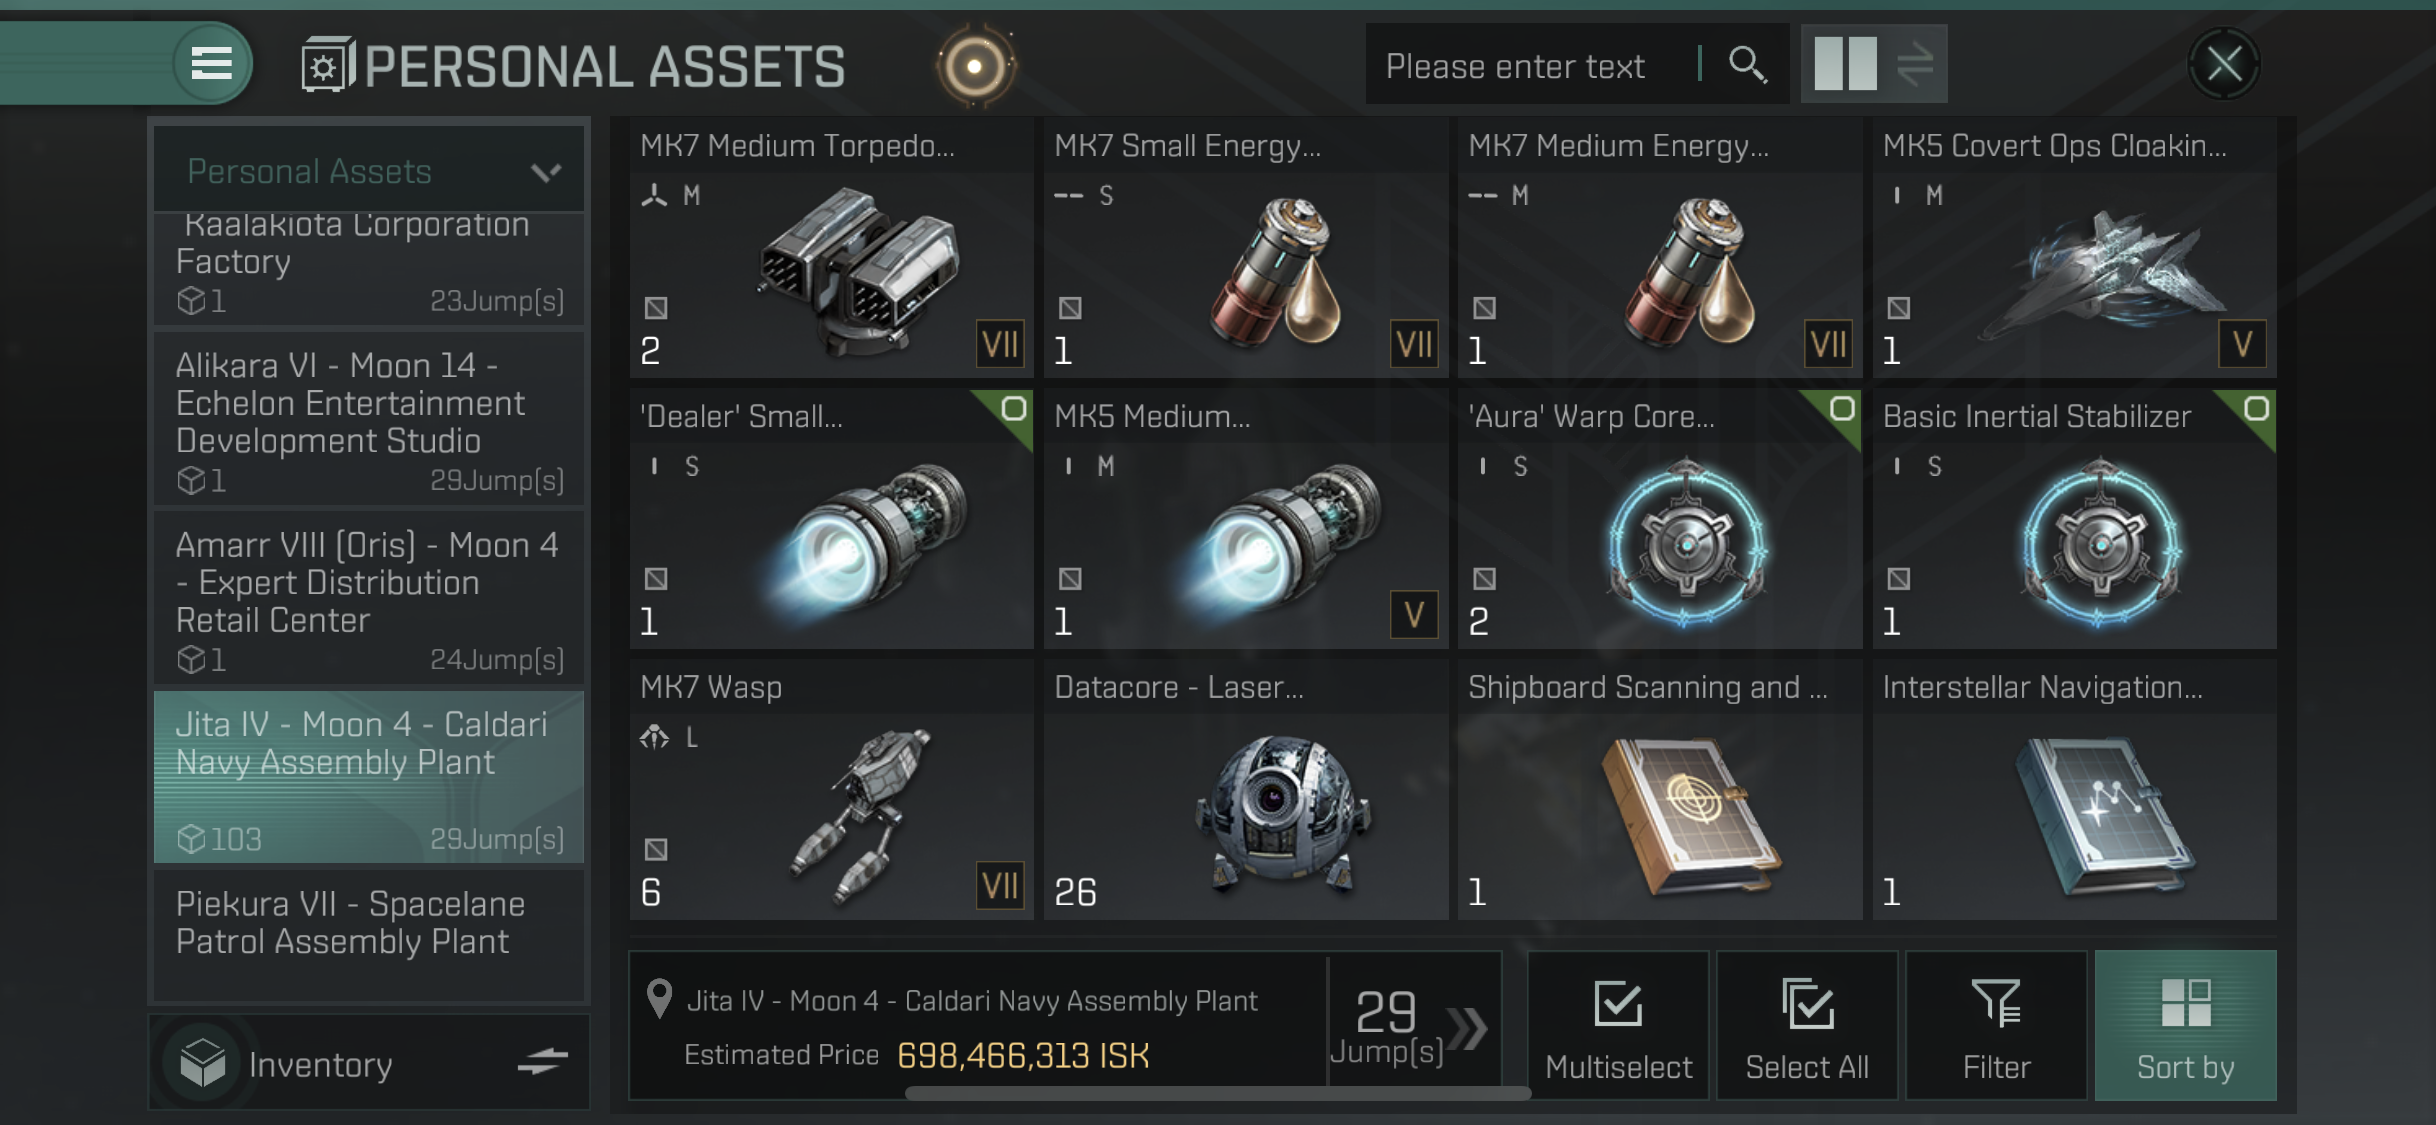 PERSONAL ASSETS
Please enter text
Personal Assets
Kaalakiota Corporation
Factory
1
23Jump(s)
Alikara VI - Moon 14 -
Echelon Entertainment
Development Studio
1
29Jump(s)
Amarr VIII (Oris) - Moon 4
- Expert Distribution
Retail Center
1
24Jump(s)
Jita IV - Moon 4 - Caldari
Navy Assembly Plant
103
29Jump(s)
Piekura VII - Spacelane
Patrol Assembly Plant
Inventory
MK7 Medium Torpedo...
M
2
VII
MK7 Small Energy...
S
1
VII
MK7 Medium Energy...
M
1
VII
MK5 Covert Ops Cloakin...
M
1
V
'Dealer' Small...
S
1
MK5 Medium...
M
1
V
'Aura' Warp Core...
S
2
Basic Inertial Stabilizer
S
1
MK7 Wasp
L
6
VII
Datacore - Laser...
26
Shipboard Scanning and ...
1
Interstellar Navigation...
1
Jita IV - Moon 4 - Caldari Navy Assembly Plant
Estimated Price 698,466,313 ISK
29
Jump(s)
Multiselect
Select All
Filter
Sort by